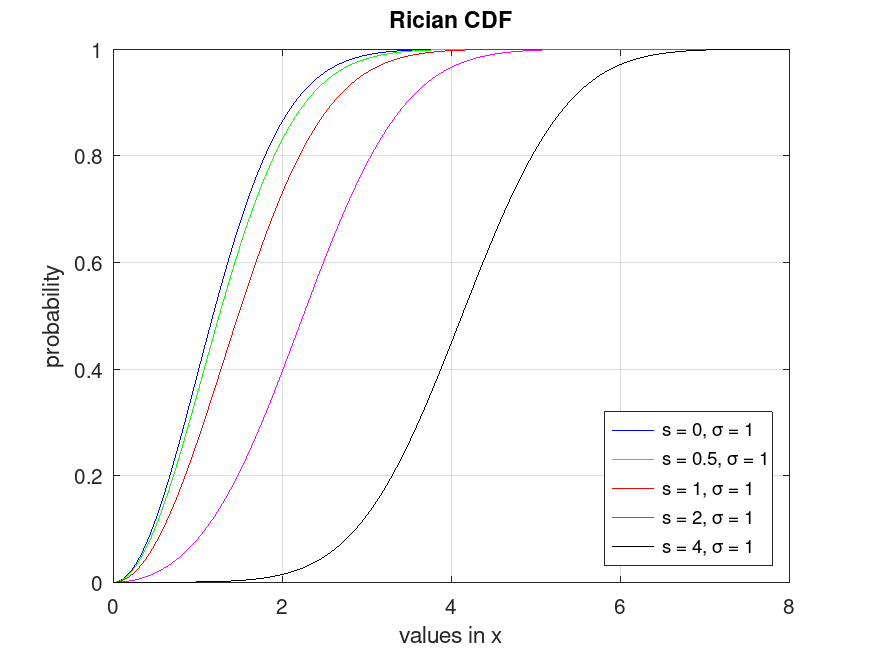 Rician CDF
1
0.8
0.6
0.4
0.2
0
probability
0 2 4 6 8
values in x
s = 0, σ = 1
s = 0.5, σ = 1
s = 1, σ = 1
s = 2, σ = 1
s = 4, σ = 1